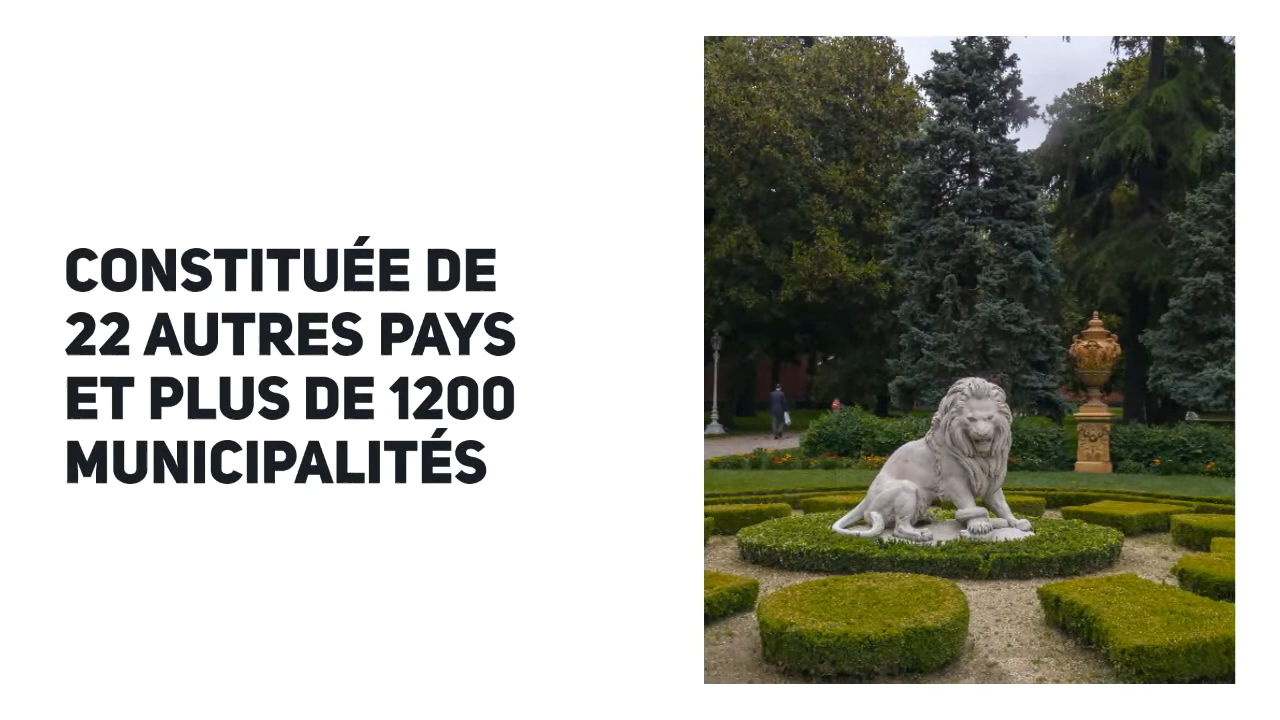 CONSTITUÉE DE
22 AUTRES PAYS
ET PLUS DE 1200
MUNICIPALITÉS